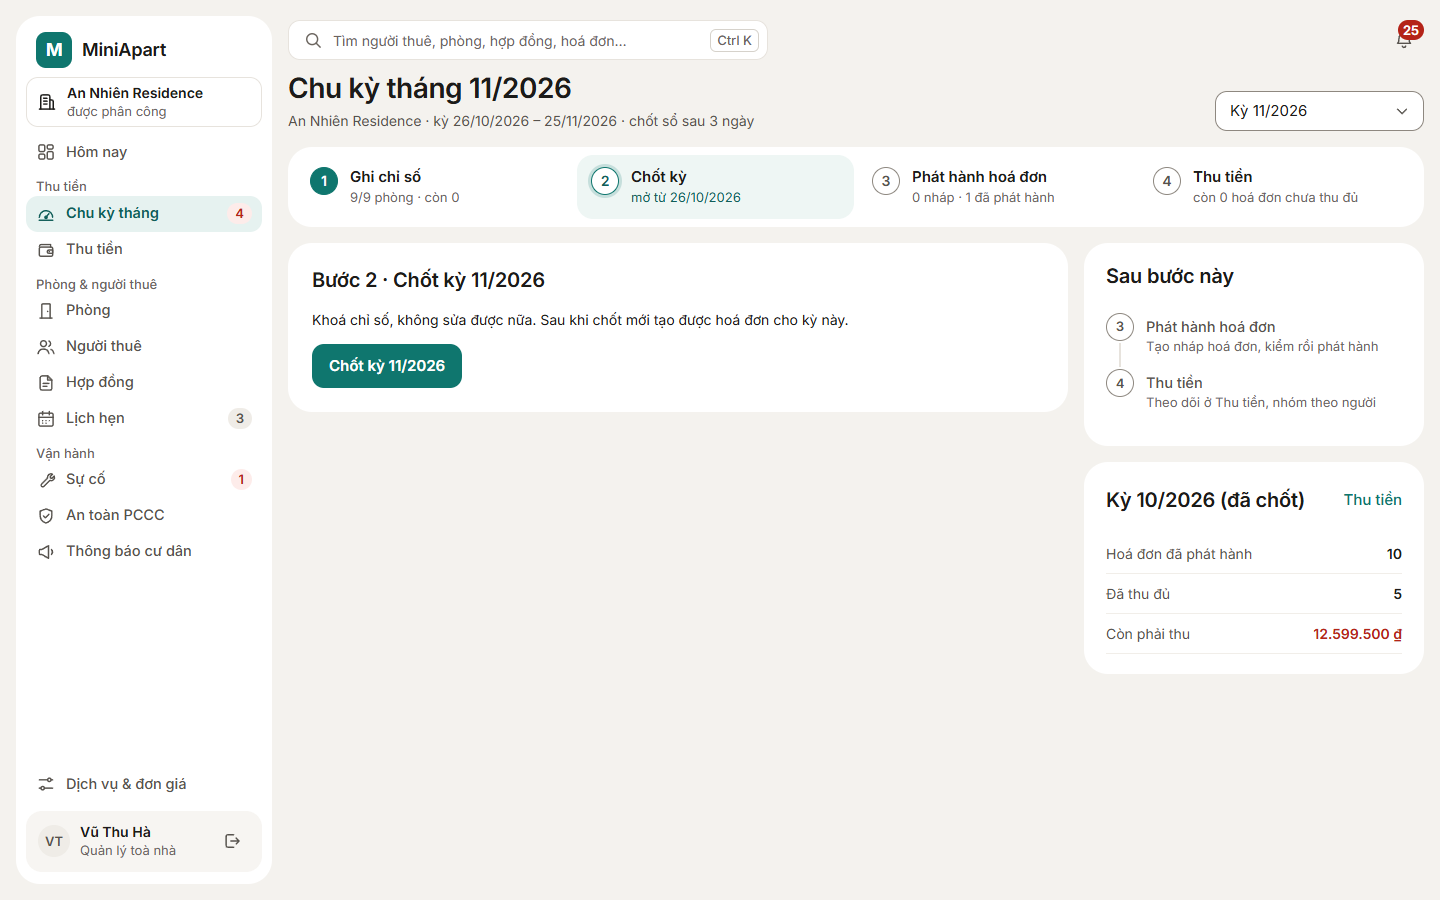 M MiniApart
An Nhiên Residence
được phân công
Hôm nay
Thu tiền
Chu kỳ tháng 4
Thu tiền
Phòng & người thuê
Phòng
Người thuê
Hợp đồng
Lịch hẹn 3
Vận hành
Sự cố 1
An toàn PCCC
Thông báo cư dân
Dịch vụ & đơn giá
VT Vũ Thu Hà
Quản lý toà nhà
Tìm người thuê, phòng, hợp đồng, hoá đơn... Ctrl K
25
Chu kỳ tháng 11/2026
An Nhiên Residence · kỳ 26/10/2026 – 25/11/2026 · chốt sổ sau 3 ngày
Kỳ 11/2026
1 Ghi chỉ số
9/9 phòng · còn 0
2 Chốt kỳ
mở từ 26/10/2026
3 Phát hành hoá đơn
0 nháp · 1 đã phát hành
4 Thu tiền
còn 0 hoá đơn chưa thu đủ
Bước 2 · Chốt kỳ 11/2026
Khoá chỉ số, không sửa được nữa. Sau khi chốt mới tạo được hoá đơn cho kỳ này.
Chốt kỳ 11/2026
Sau bước này
3 Phát hành hoá đơn
Tạo nháp hoá đơn, kiểm rồi phát hành
4 Thu tiền
Theo dõi ở Thu tiền, nhóm theo người
Kỳ 10/2026 (đã chốt) Thu tiền
Hoá đơn đã phát hành 10
Đã thu đủ 5
Còn phải thu 12.599.500 ₫